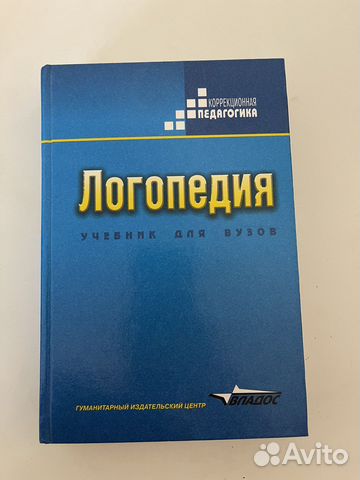 КОРРЕКЦИОННАЯ
ПЕДАГОГИКА
Логопедия
УЧЕБНИК ДЛЯ ВУЗОВ
ГУМАНИТАРНЫЙ ИЗДАТЕЛЬСКИЙ ЦЕНТР
ВЛАДОС
Avito